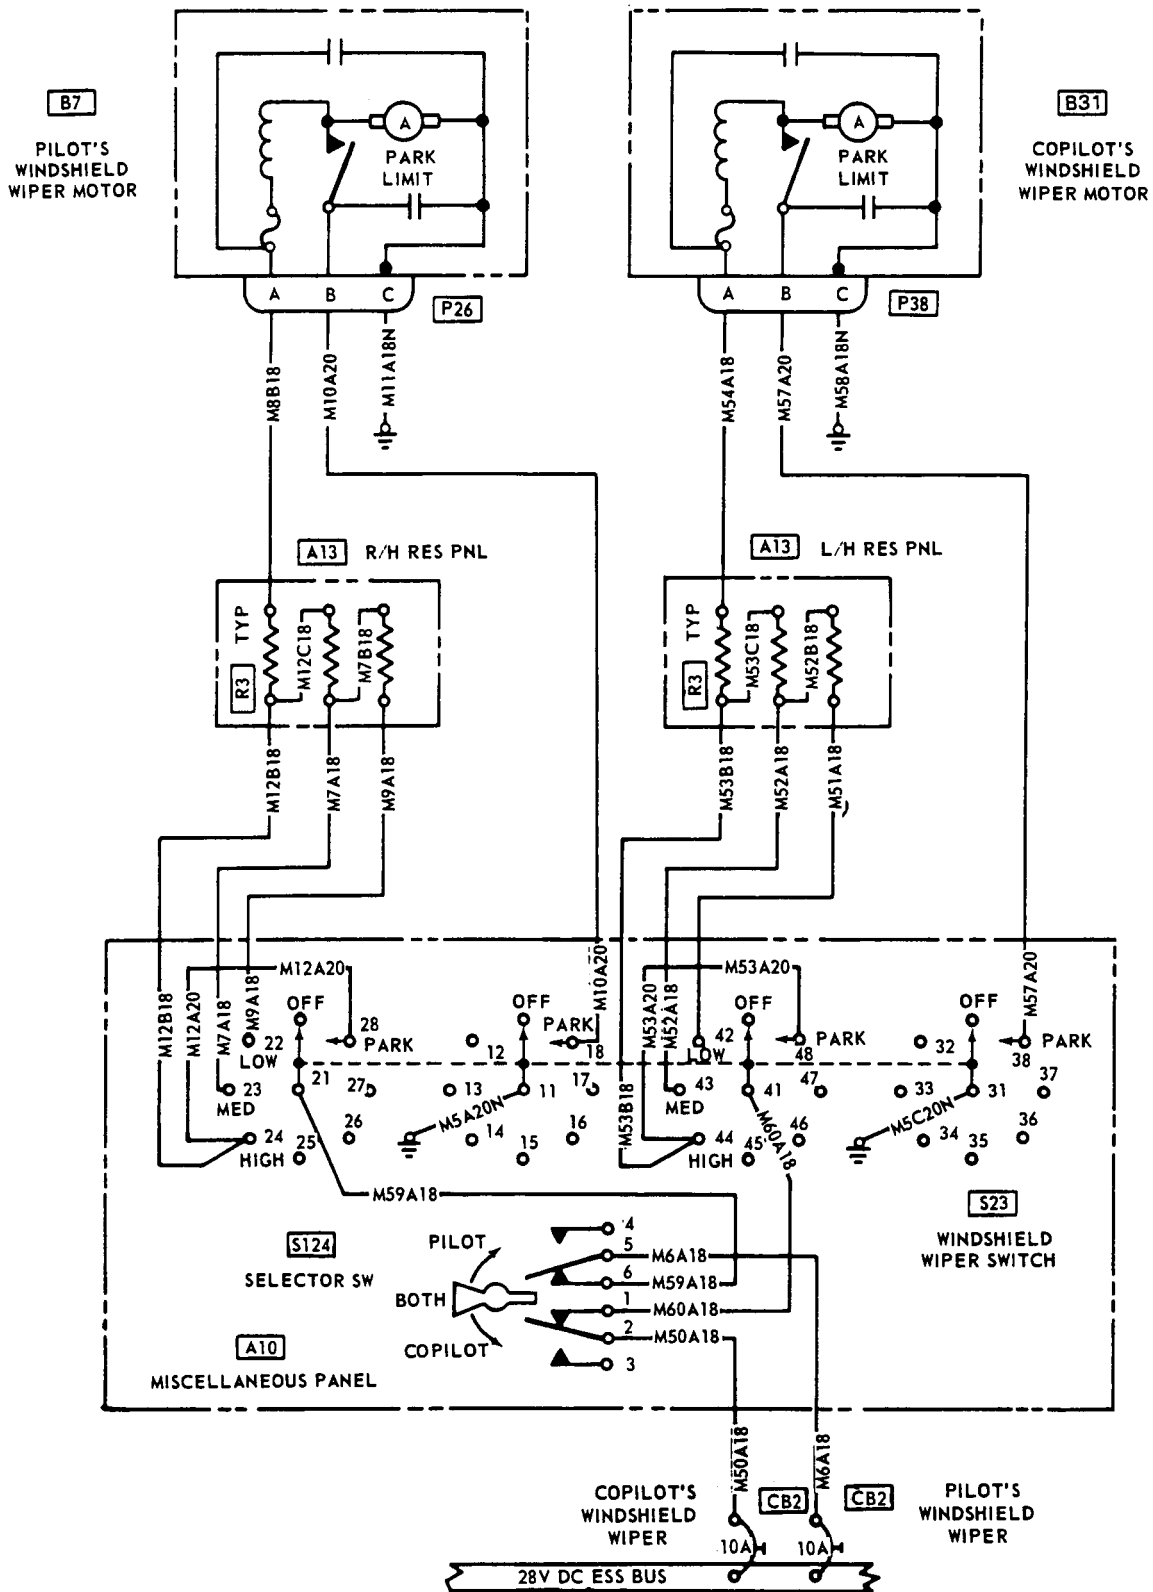 B7
PILOT'S
WINDSHIELD
WIPER MOTOR
A
PARK
LIMIT
A
B
C
P26
B31
COPILOT'S
WINDSHIELD
WIPER MOTOR
A
PARK
LIMIT
A
B
C
P38
M8B18
M10A20
M11A18N
M54A18
M57A20
M58A18N
A13
R/H RES PNL
A13
L/H RES PNL
TYP
R3
M12C18
M7B18
TYP
R3
M53C18
M52B18
M12B18
M7A18
M9A18
M53B18
M52A18
M51A18
M12B18
M12A20
M12A20
M7A18
M9A18
M10A20
M53A20
M53A20
M52A18
M53B18
M57A20
OFF
28
PARK
22
LOW
21
27
23
MED
26
24
HIGH
25
OFF
PARK
18
12
13
11
17
M5A20N
14
16
15
OFF
42
LOW
48
PARK
43
MED
41
47
M60A18
46
44
HIGH
45
OFF
32
38
PARK
33
31
37
M5C20N
34
36
35
M59A18
S23
WINDSHIELD
WIPER SWITCH
S124
SELECTOR SW
PILOT
BOTH
COPILOT
4
5
M6A18
6
M59A18
1
M60A18
2
M50A18
3
A10
MISCELLANEOUS PANEL
M50A18
M6A18
COPILOT'S
WINDSHIELD
WIPER
CB2
CB2
PILOT'S
WINDSHIELD
WIPER
10A
10A
28V DC ESS BUS